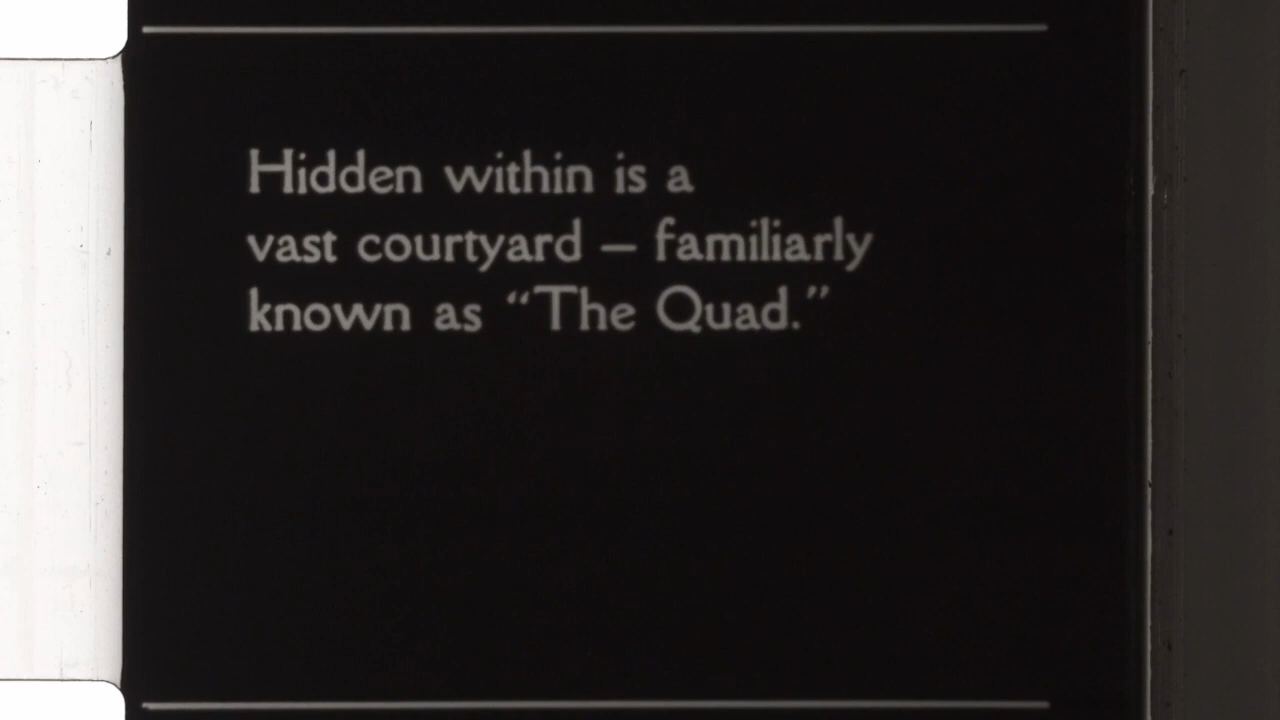 Hidden within is a
vast courtyard – familiarly
known as “The Quad.”